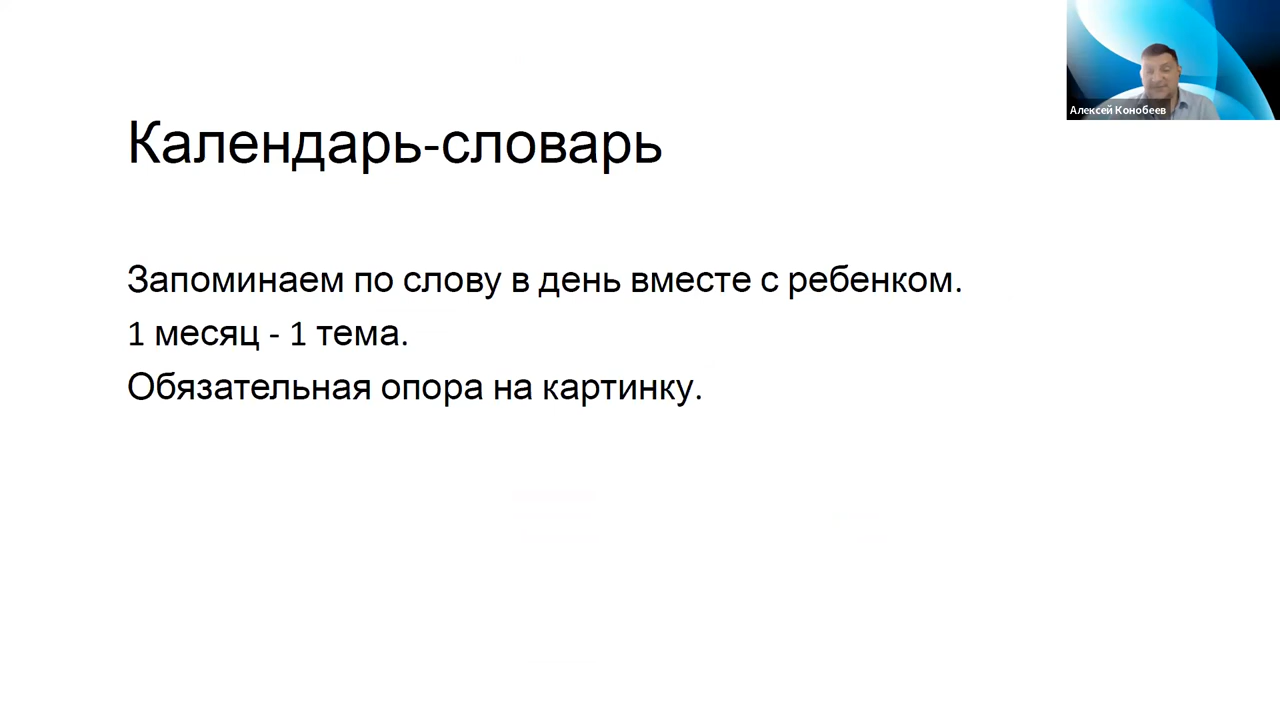 Алексей Конобеев
Календарь-словарь
Запоминаем по слову в день вместе с ребенком.
1 месяц - 1 тема.
Обязательная опора на картинку.